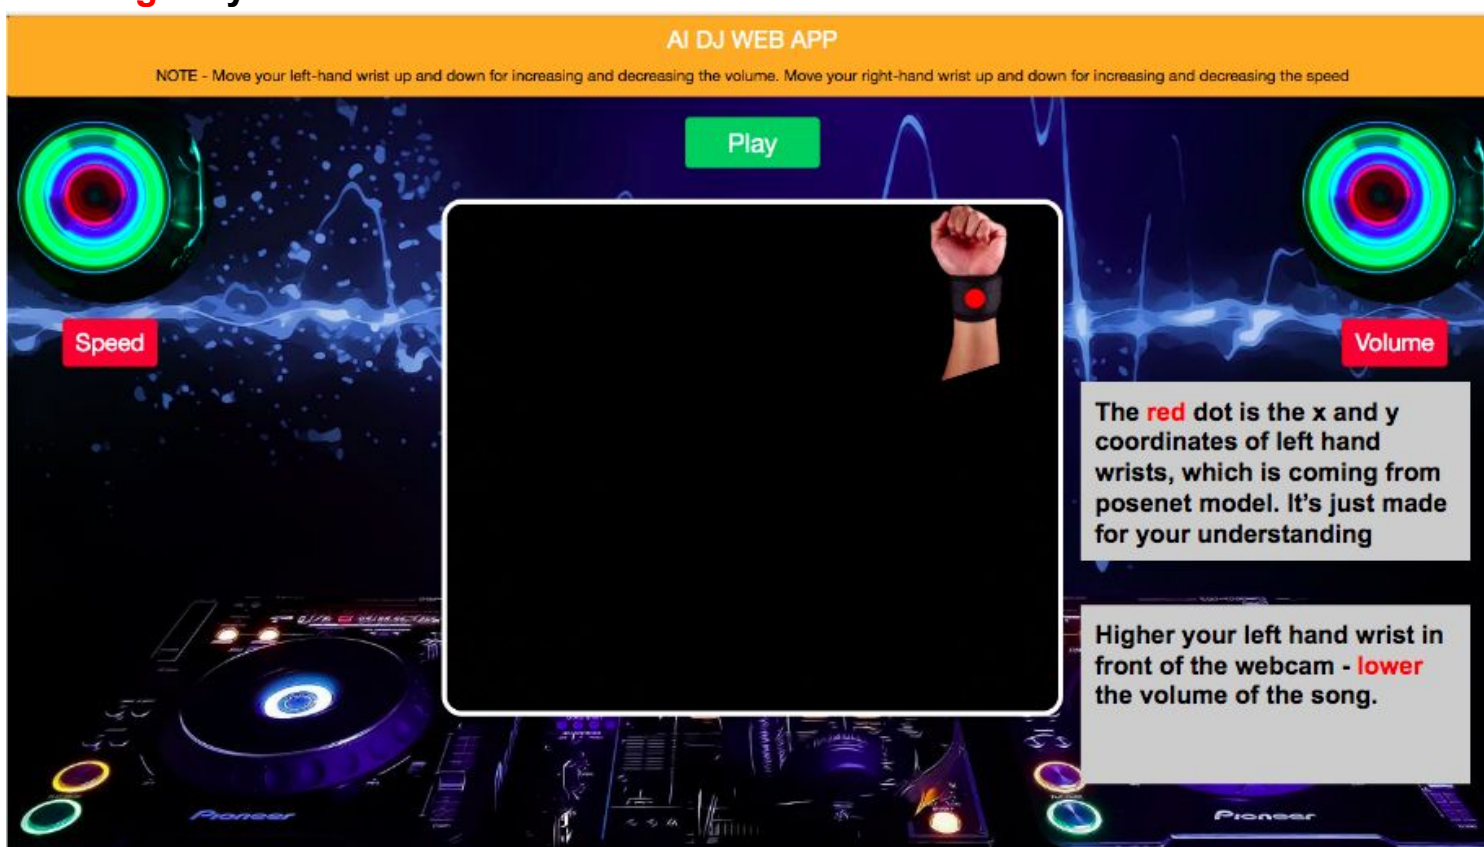 AI DJ WEB APP
NOTE - Move your left-hand wrist up and down for increasing and decreasing the volume. Move your right-hand wrist up and down for increasing and decreasing the speed
Play
Speed
Volume
The red dot is the x and y
coordinates of left hand
wrists, which is coming from
posenet model. It's just made
for your understanding
Higher your left hand wrist in
front of the webcam - lower
the volume of the song.
Pioneer
Pioneer